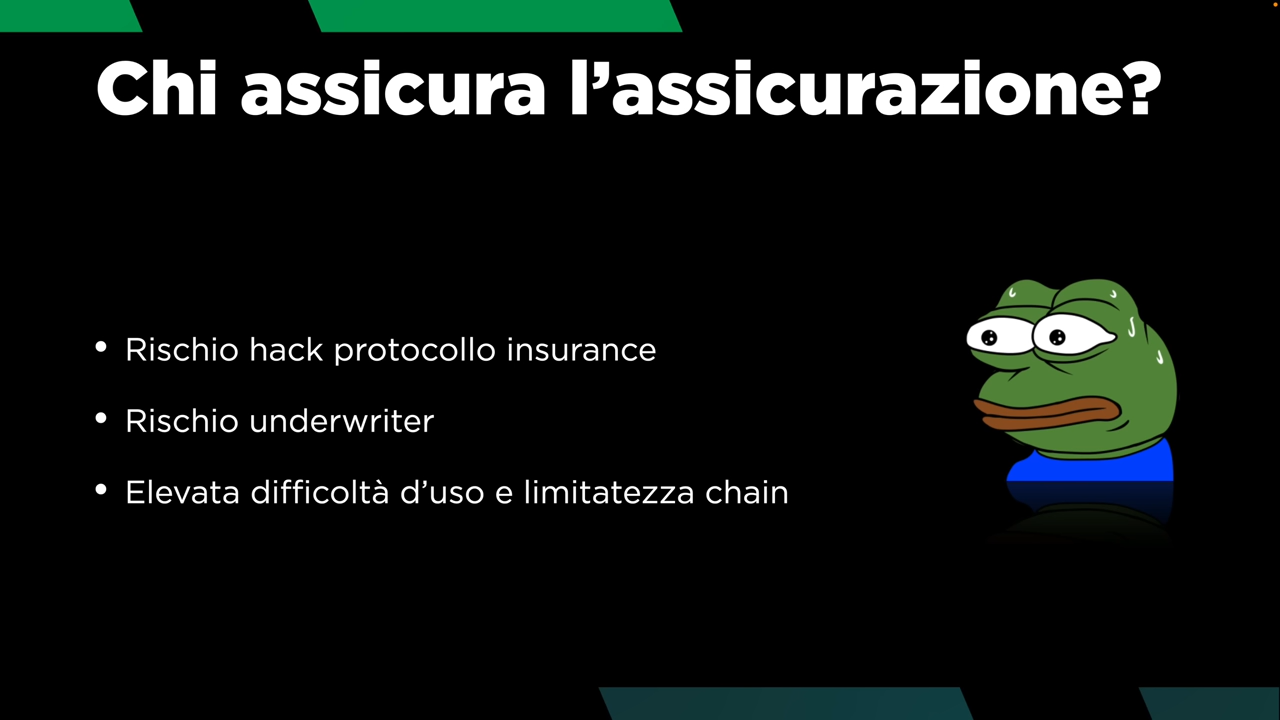 Chi assicura l’assicurazione?
• Rischio hack protocollo insurance
• Rischio underwriter
• Elevata difficoltà d’uso e limitatezza chain